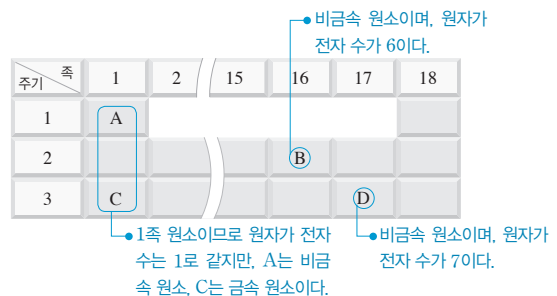 비금속 원소이며, 원자가
전자 수가 6이다.
족
주기
1 2 15 16 17 18
1 A
2 B
3 C D
1족 원소이므로 원자가 전자
수는 1로 같지만, A는 비금
속 원소, C는 금속 원소이다.
비금속 원소이며, 원자가
전자 수가 7이다.